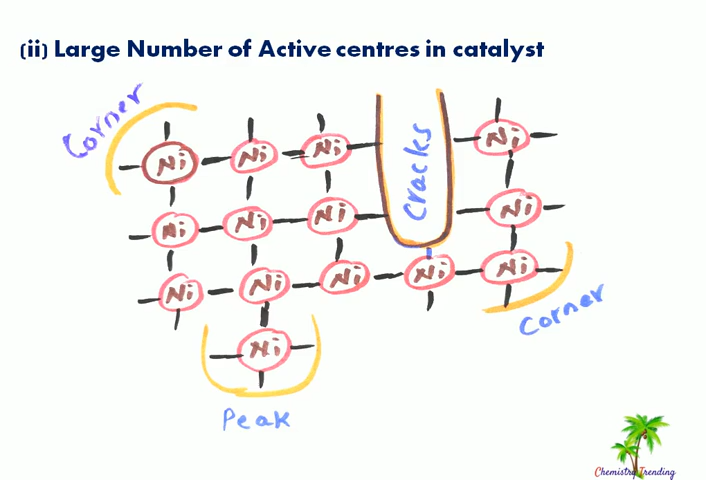 (ii) Large Number of Active centres in catalyst
Corner
Ni Ni Ni Cracks Ni
Ni Ni Ni Ni
Ni Ni Ni Ni Ni
Corner
Ni
Peak
Chemistry Trending